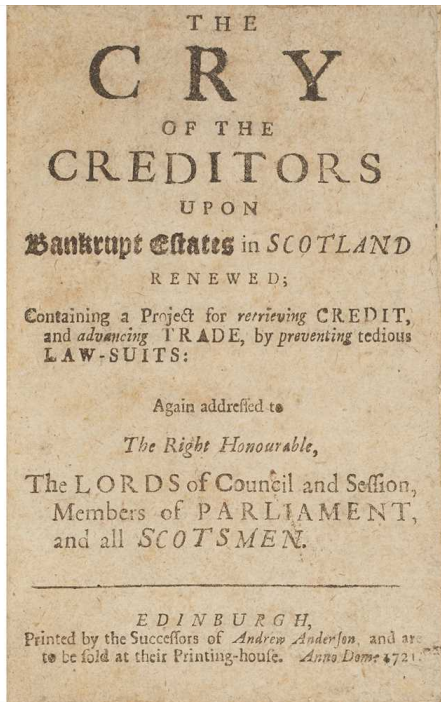 THE
CRY
OF THE
CREDITORS
UPON
Bankrupt Eſtates in SCOTLAND
RENEWED;
Containing a Project for retrieving CREDIT,
and advancing TRADE, by preventing tedious
LAW-SUITS:
Again addreſſed to
The Right Honourable,
The LORDS of Council and Seſſion,
Members of PARLIAMENT,
and all SCOTSMEN.
EDINBURGH,
Printed by the Succeſſors of Andrew Anderſon, and are
to be ſold at their Printing-houſe. Anno Dom: 1721.